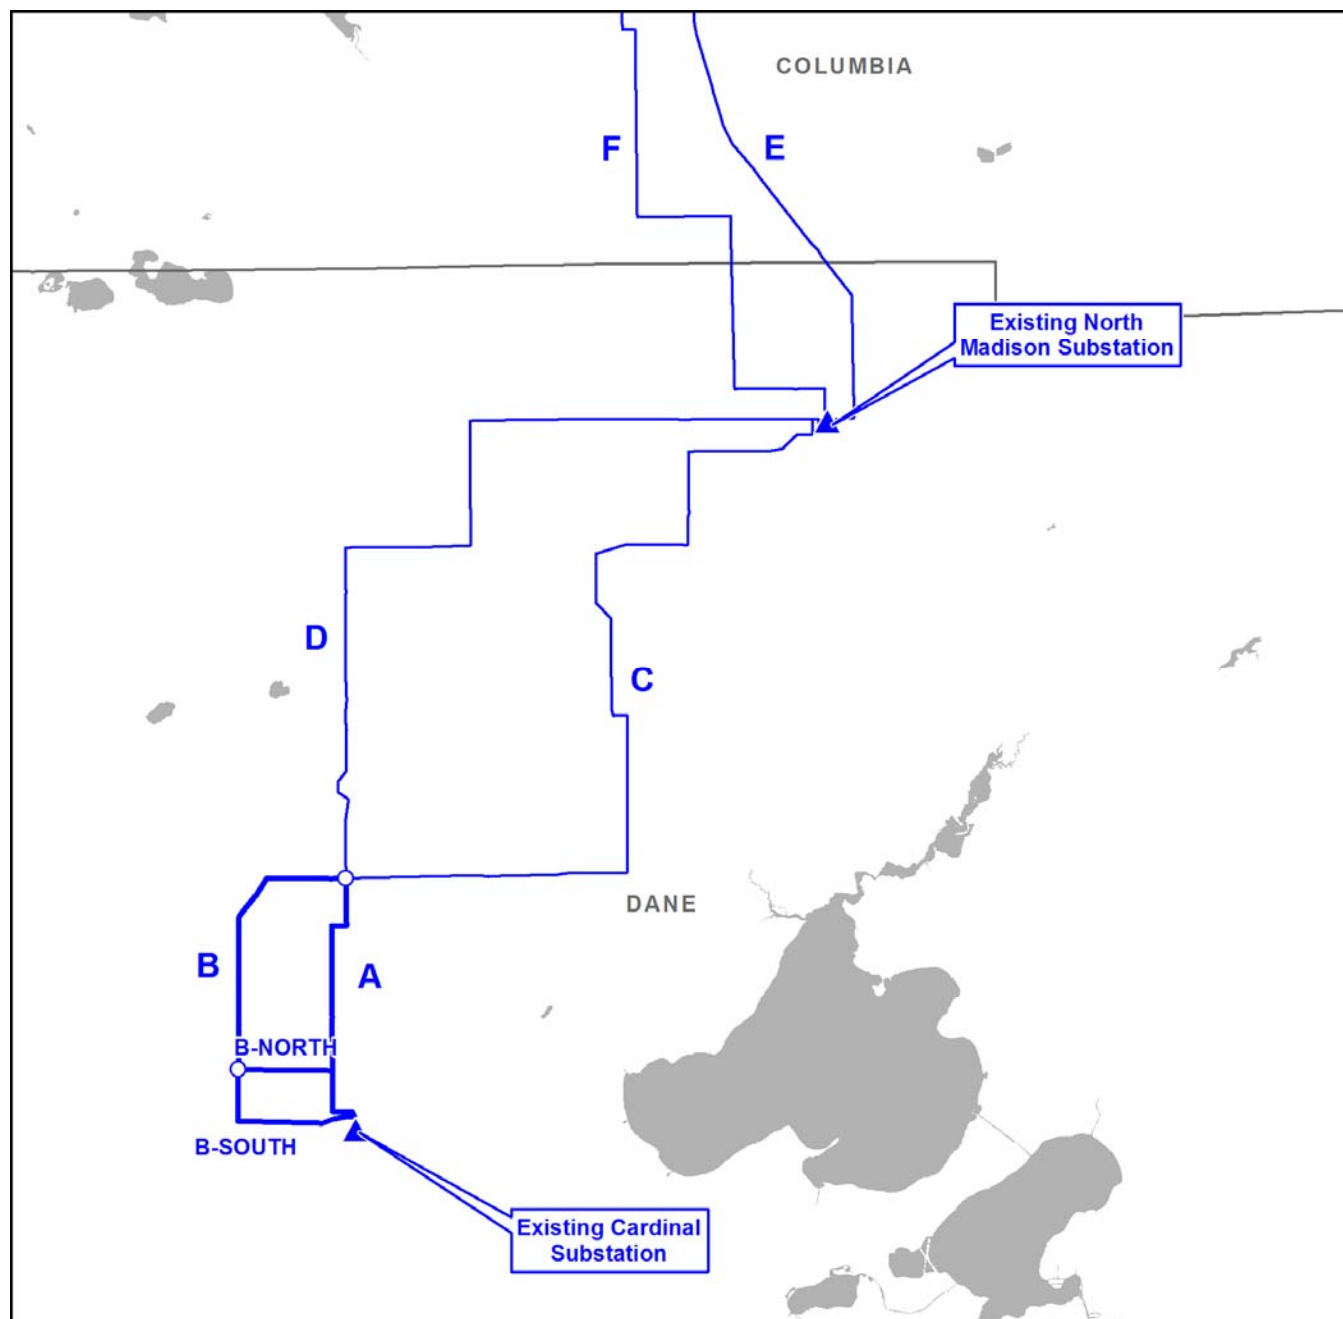 COLUMBIA
F
E
Existing North
Madison Substation
D
C
DANE
B
A
B-NORTH
B-SOUTH
Existing Cardinal
Substation